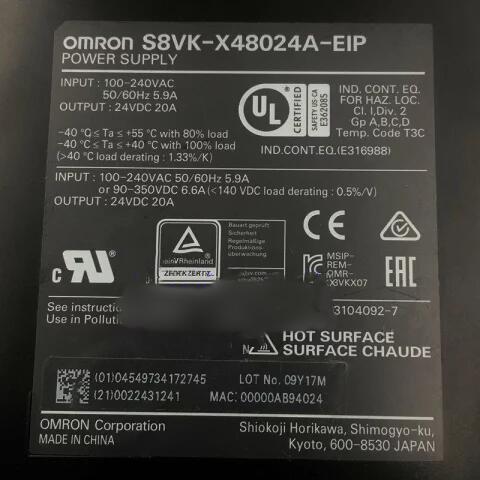 OMRON S8VK-X48024A-EIP
POWER SUPPLY
INPUT : 100-240VAC
50/60Hz 5.9A
OUTPUT : 24VDC 20A
-40 °C ≤ Ta ≤ +55 °C with 80% load
-40 °C ≤ Ta ≤ +40 °C with 100% load
(>40 °C load derating : 1.33%/K)
UL
CERTIFIED
SAFETY US-CA
E362085
IND. CONT. EQ.
FOR HAZ. LOC.
Cl. I, Div. 2
Gp A,B,C,D
Temp. Code T3C
IND.CONT.EQ.(E316988)
INPUT : 100-240VAC 50/60Hz 5.9A
or 90-350VDC 6.6A (<140 VDC load derating : 0.5%/V)
OUTPUT : 24VDC 20A
Bauart geprüft
Sicherheit
Regelmäßige
Produktions-
überwachung
TÜVRheinland
ZERTIFIZIERT
CE
MSIP-
REM-
OMR-
EAC
See instructio
Use in Pollutio
3104092-7
HOT SURFACE
SURFACE CHAUDE
(01)04549734172745
(21)0022431241
LOT No. 09Y17M
MAC: 00000AB94024
OMRON Corporation
MADE IN CHINA
Shiokoji Horikawa, Shimogyo-ku,
Kyoto, 600-8530 JAPAN